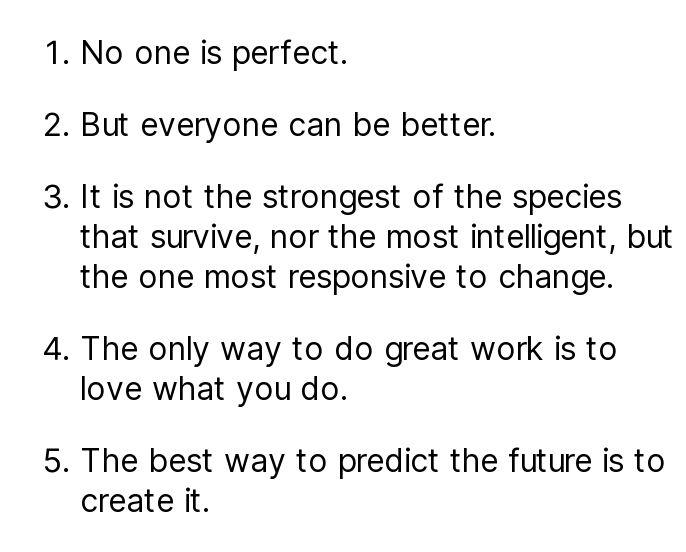 1. No one is perfect.
2. But everyone can be better.
3. It is not the strongest of the species
that survive, nor the most intelligent, but
the one most responsive to change.
4. The only way to do great work is to
love what you do.
5. The best way to predict the future is to
create it.